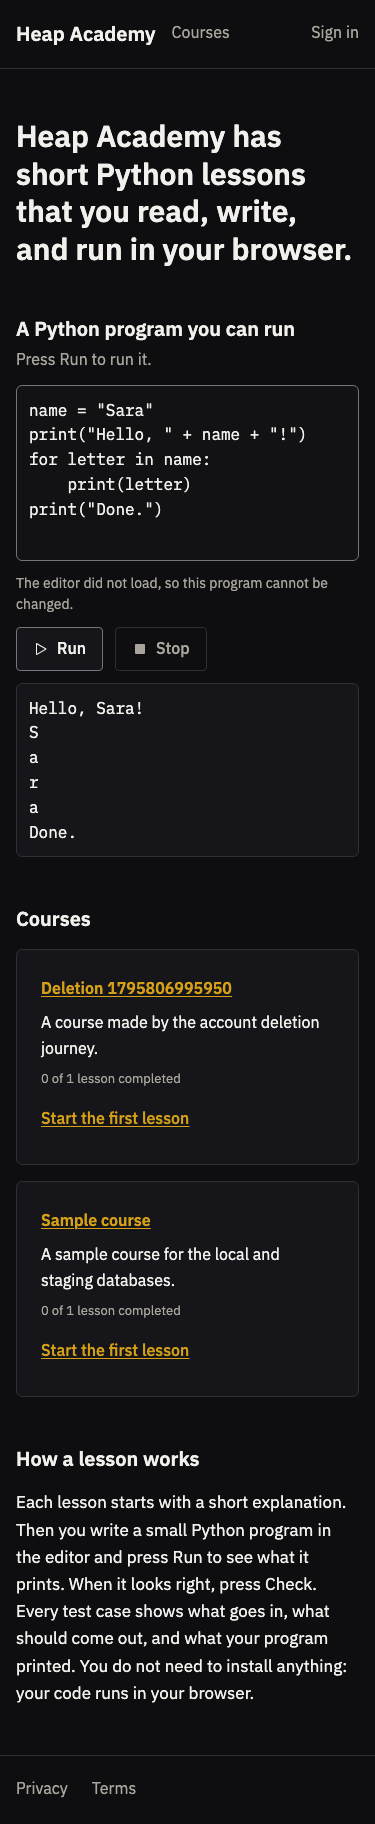 Heap Academy Courses Sign in
Heap Academy has
short Python lessons
that you read, write,
and run in your browser.
A Python program you can run
Press Run to run it.
name = "Sara"
print("Hello, " + name + "!")
for letter in name:
    print(letter)
print("Done.")
The editor did not load, so this program cannot be
changed.
Run Stop
Hello, Sara!
S
a
r
a
Done.
Courses
Deletion 1795806995950
A course made by the account deletion
journey.
0 of 1 lesson completed
Start the first lesson
Sample course
A sample course for the local and
staging databases.
0 of 1 lesson completed
Start the first lesson
How a lesson works
Each lesson starts with a short explanation.
Then you write a small Python program in
the editor and press Run to see what it
prints. When it looks right, press Check.
Every test case shows what goes in, what
should come out, and what your program
printed. You do not need to install anything:
your code runs in your browser.
Privacy Terms